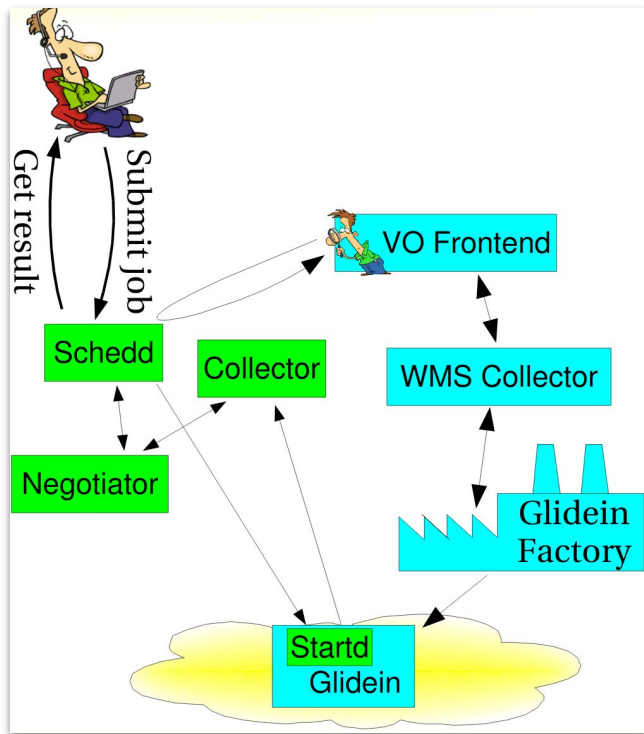 Get result
Submit job
VO Frontend
Schedd
Collector
WMS Collector
Negotiator
Glidein
Factory
Startd
Glidein